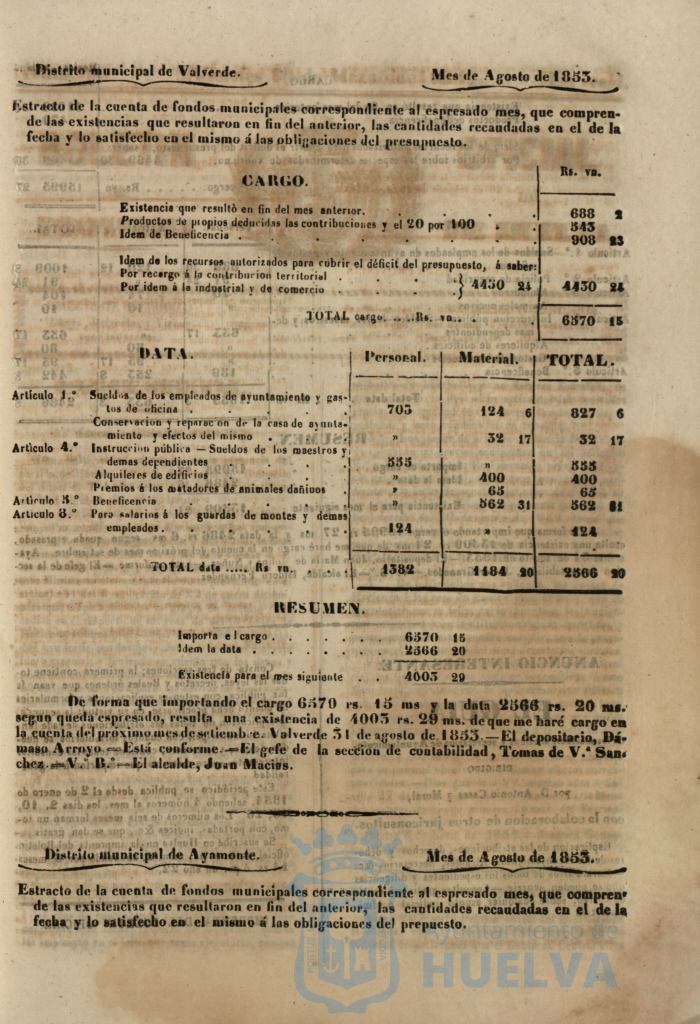 Distrito municipal de Valverde. Mes de Agosto de 1853.
Estracto de la cuenta de fondos municipales correspondiente al espresado mes, que compren-
de las existencias que resultaron en fin del anterior, las cantidades recaudadas en el de la
fecha y lo satisfecho en el mismo á las obligaciones del presupuesto.
CARGO. Rs. vn.
Existencia que resultó en fin del mes anterior. 688 2
Productos de propios deducidas las contribuciones y el 20 por 100 543
Idem de Beneficencia 908 23
Idem de los recursos autorizados para cubrir el déficit del presupuesto, á saber:
Por recargo á la contribucion territorial
Por idem á la industrial y de comercio } 4430 24 4430 24
TOTAL cargo.....Rs. vn. 6570 15
DATA. Personal. Material. TOTAL.
Artículo 1.º Sueldos de los empleados de ayuntamiento y gas-
tos de oficina 703 124 6 827 6
Conservacion y reparacion de la casa de ayunta-
miento y efectos del mismo » 32 17 32 17
Artículo 4.º Instruccion pública — Sueldos de los maestros y
demas dependientes 555 » 555
Alquileres de edificios » 400 400
Premios á los matadores de animales dañinos » 65 65
Artículo 5.º Beneficencia » 562 31 562 31
Artículo 8.º Para salarios á los guardas de montes y demas
empleados 124 » 124
TOTAL data ..... Rs vn. 1382 1184 20 2566 20
RESUMEN.
Importa el cargo 6570 15
Idem la data 2566 20
Existencia para el mes siguiente 4003 29
De forma que importando el cargo 6570 rs. 15 ms y la data 2566 rs. 20 ms.
segun queda espresado, resulta una existencia de 4003 rs. 29 ms. de que me haré cargo en
la cuenta del próximo mes de setiembre. Valverde 31 de agosto de 1853.—El depositario, Dá-
maso Arroyo.—Está conforme.—El gefe de la seccion de contabilidad, Tomas de V.ª San-
chez.—V.º B.º—El alcalde, Juan Macias.
Distrito municipal de Ayamonte. Mes de Agosto de 1853.
Estracto de la cuenta de fondos municipales correspondiente al espresado mes, que compren-
de las existencias que resultaron en fin del anterior, las cantidades recaudadas en el de la
fecha y lo satisfecho en el mismo á las obligaciones del prepuesto.
Ayuntamiento de
HUELVA